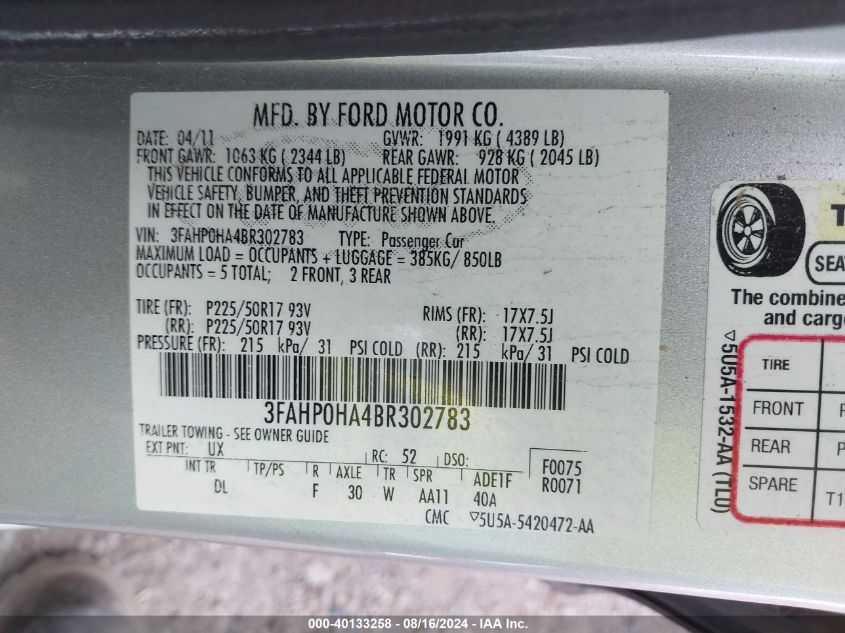 MFD. BY FORD MOTOR CO.
DATE: 04/11 GVWR: 1991 KG ( 4389 LB)
FRONT GAWR: 1063 KG ( 2344 LB) REAR GAWR: 928 KG ( 2045 LB)
THIS VEHICLE CONFORMS TO ALL APPLICABLE FEDERAL MOTOR
VEHICLE SAFETY, BUMPER, AND THEFT PREVENTION STANDARDS
IN EFFECT ON THE DATE OF MANUFACTURE SHOWN ABOVE.
VIN: 3FAHP0HA4BR302783 TYPE: Passenger Car
MAXIMUM LOAD = OCCUPANTS + LUGGAGE = 385KG/ 850LB
OCCUPANTS = 5 TOTAL; 2 FRONT, 3 REAR
TIRE (FR): P225/50R17 93V RIMS (FR): 17X7.5J
(RR): P225/50R17 93V (RR): 17X7.5J
PRESSURE (FR): 215 kPa/ 31 PSI COLD (RR): 215 kPa/ 31 PSI COLD
3FAHP0HA4BR302783
TRAILER TOWING - SEE OWNER GUIDE
EXT PNT: UX RC: 52 DSO: F0075
INT TR TP/PS R AXLE TR SPR ADE1F R0071
DL F 30 W AA11 40A
CMC ▽5U5A-5420472-AA
T
SEA
The combine
and carg
TIRE
FRONT F
REAR P
SPARE T1
▽5U5A-1532-AA (TLU)
000-40133258 - 08/16/2024 - IAA Inc.